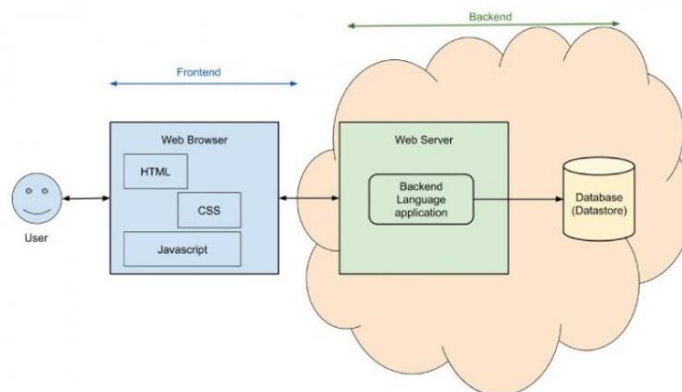 Backend
Frontend
Web Browser
HTML
CSS
Javascript
User
Web Server
Backend
Language
application
Database
(Datastore)